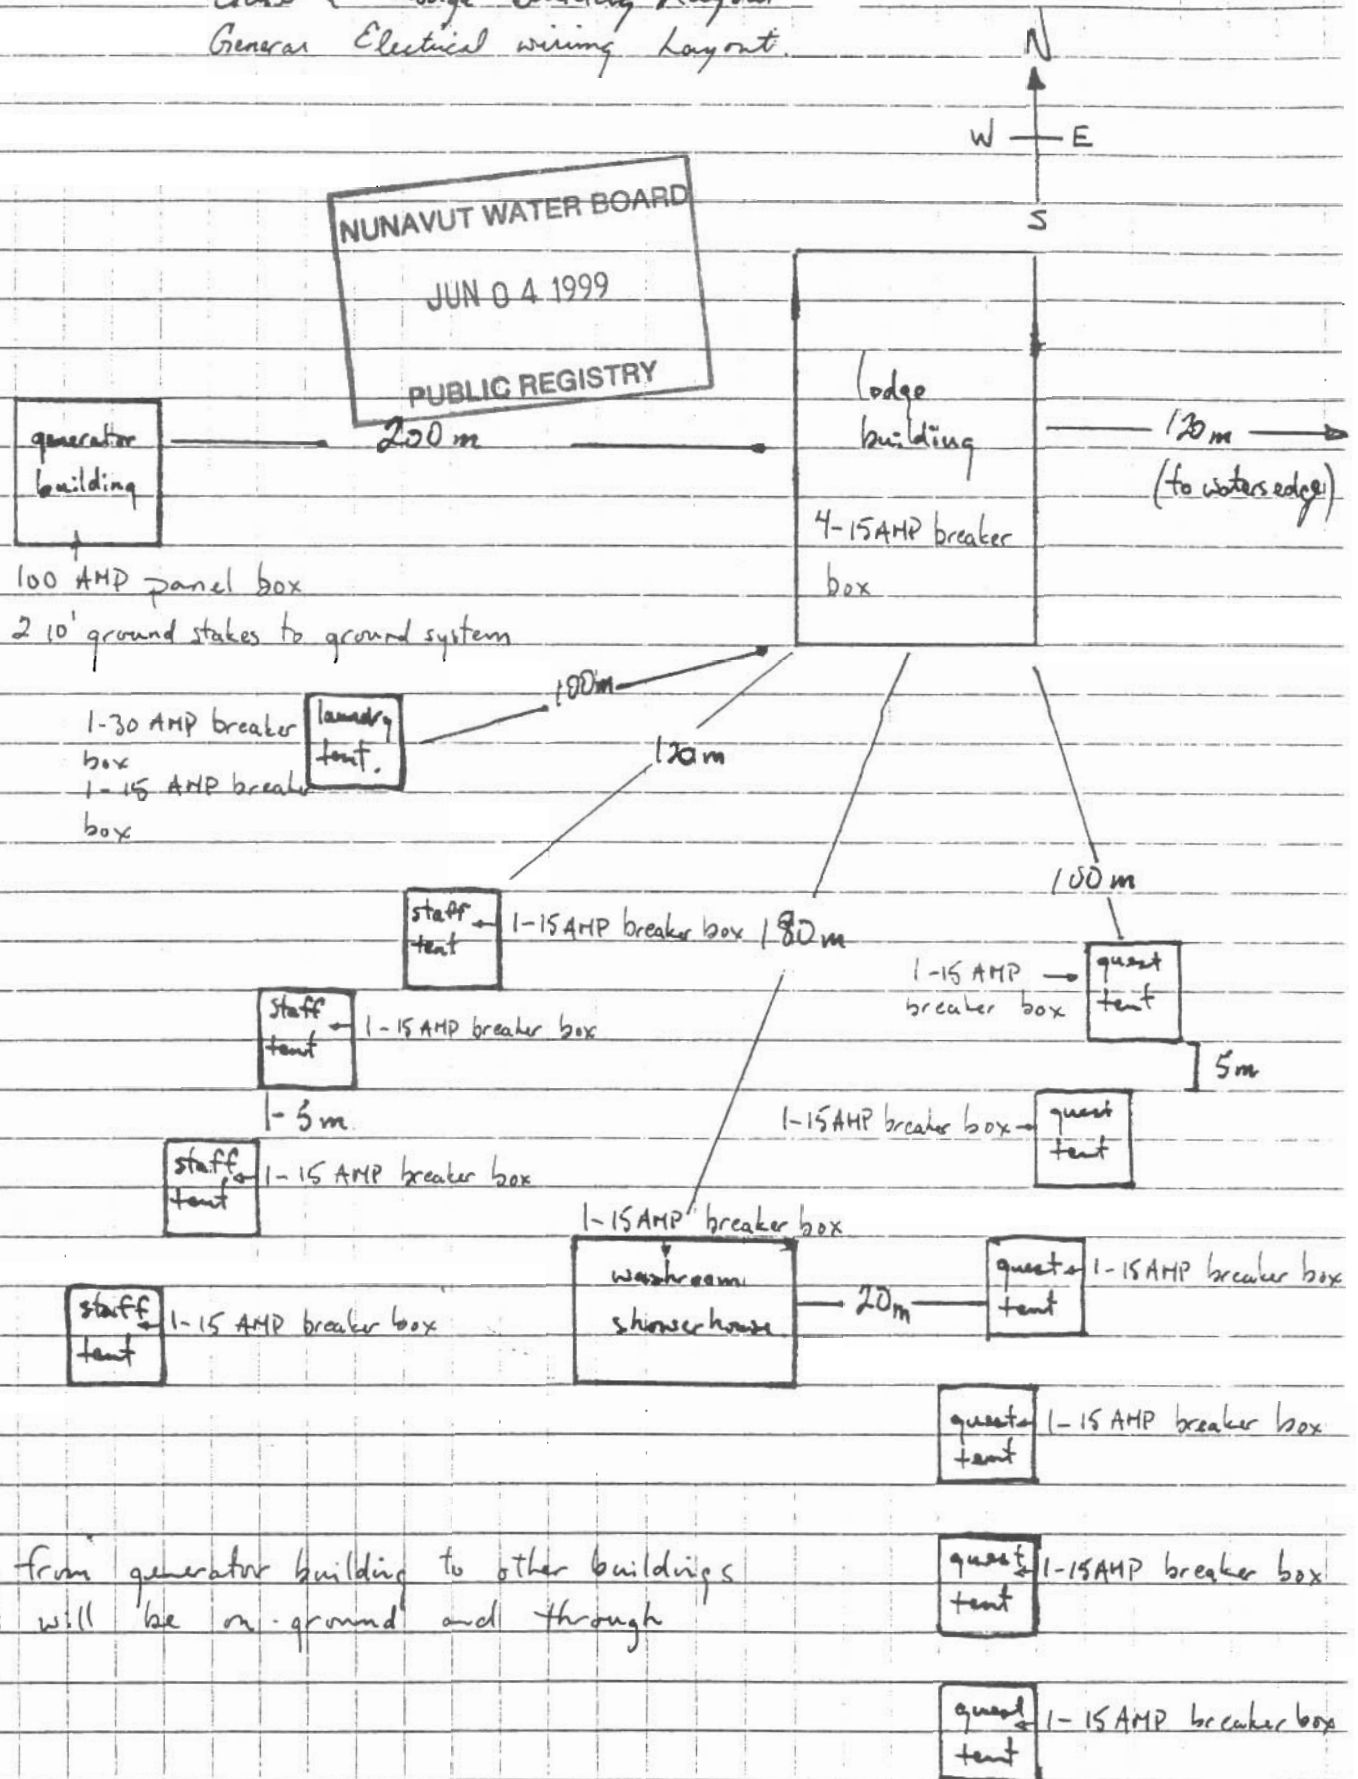 General Electrical wiring Layout.
N
W E
S
NUNAVUT WATER BOARD
JUN 04 1999
PUBLIC REGISTRY
generator
building
200m
lodge
building
120m
(to waters edge)
4-15AMP breaker
box
100 AMP panel box
2 10' ground stakes to ground system
100m
1-30 AMP breaker
box
1-15 AMP breaker
box
laundry
tent.
120m
100m
staff
tent
1-15AMP breaker box
180m
1-15 AMP
breaker box
guest
tent
staff
tent
1-15 AMP breaker box
5m
1-5m
1-15AMP breaker box
guest
tent
staff
tent
1-15 AMP breaker box
1-15AMP breaker box
washroom
showerhouse
20m
guest
tent
1-15AMP breaker box
staff
tent
1-15 AMP breaker box
guest
tent
1-15 AMP breaker box
from generator building to other buildings
will be on-ground and through
guest
tent
1-15AMP breaker box
guest
tent
1-15 AMP breaker box